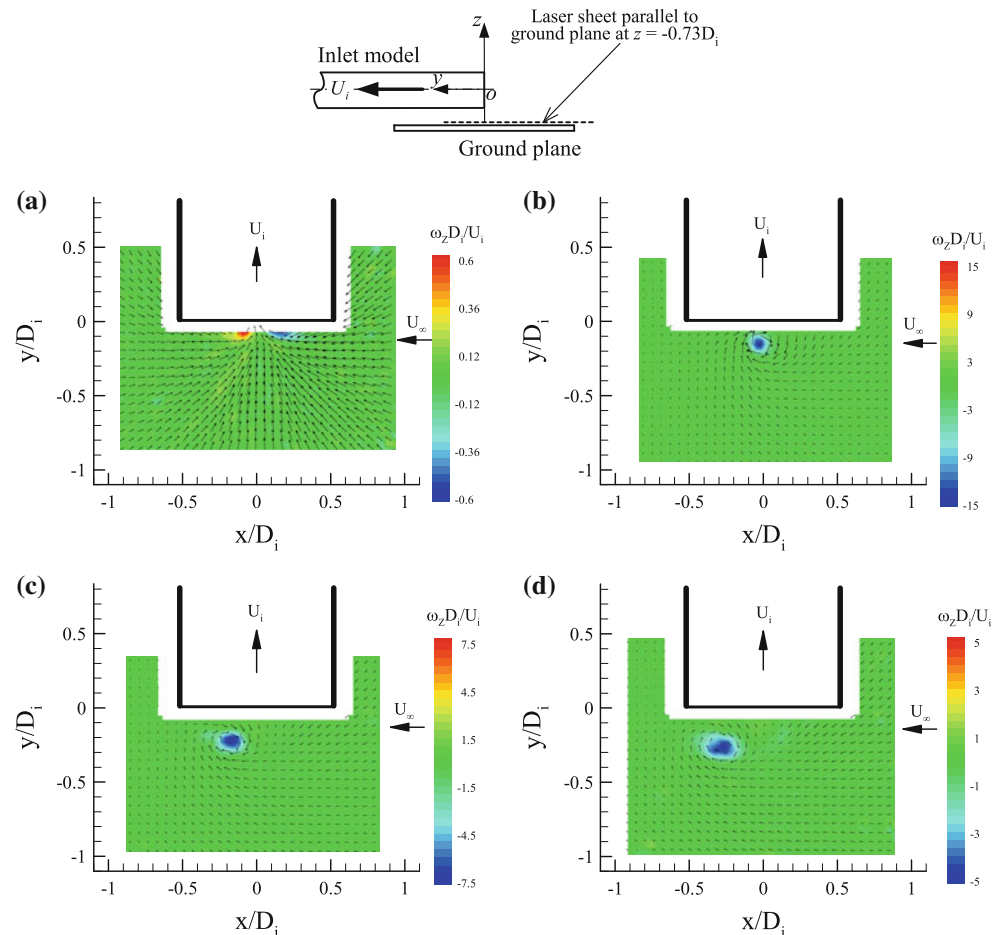 Laser sheet parallel to
ground plane at z = -0.73D_i
z
Inlet model
U_i
y
o
Ground plane
(a)
U_i
ω_Z D_i/U_i
0.6
0.36
0.12
-0.12
-0.36
-0.6
U_∞
y/D_i
0.5
0
-0.5
-1
-1
-0.5
0
0.5
1
x/D_i
(b)
U_i
ω_Z D_i/U_i
15
9
3
-3
-9
-15
U_∞
y/D_i
0.5
0
-0.5
-1
-1
-0.5
0
0.5
1
x/D_i
(c)
U_i
ω_Z D_i/U_i
7.5
4.5
1.5
-1.5
-4.5
-7.5
U_∞
y/D_i
0.5
0
-0.5
-1
-1
-0.5
0
0.5
1
x/D_i
(d)
U_i
ω_Z D_i/U_i
5
3
1
-1
-3
-5
U_∞
y/D_i
0.5
0
-0.5
-1
-1
-0.5
0
0.5
1
x/D_i